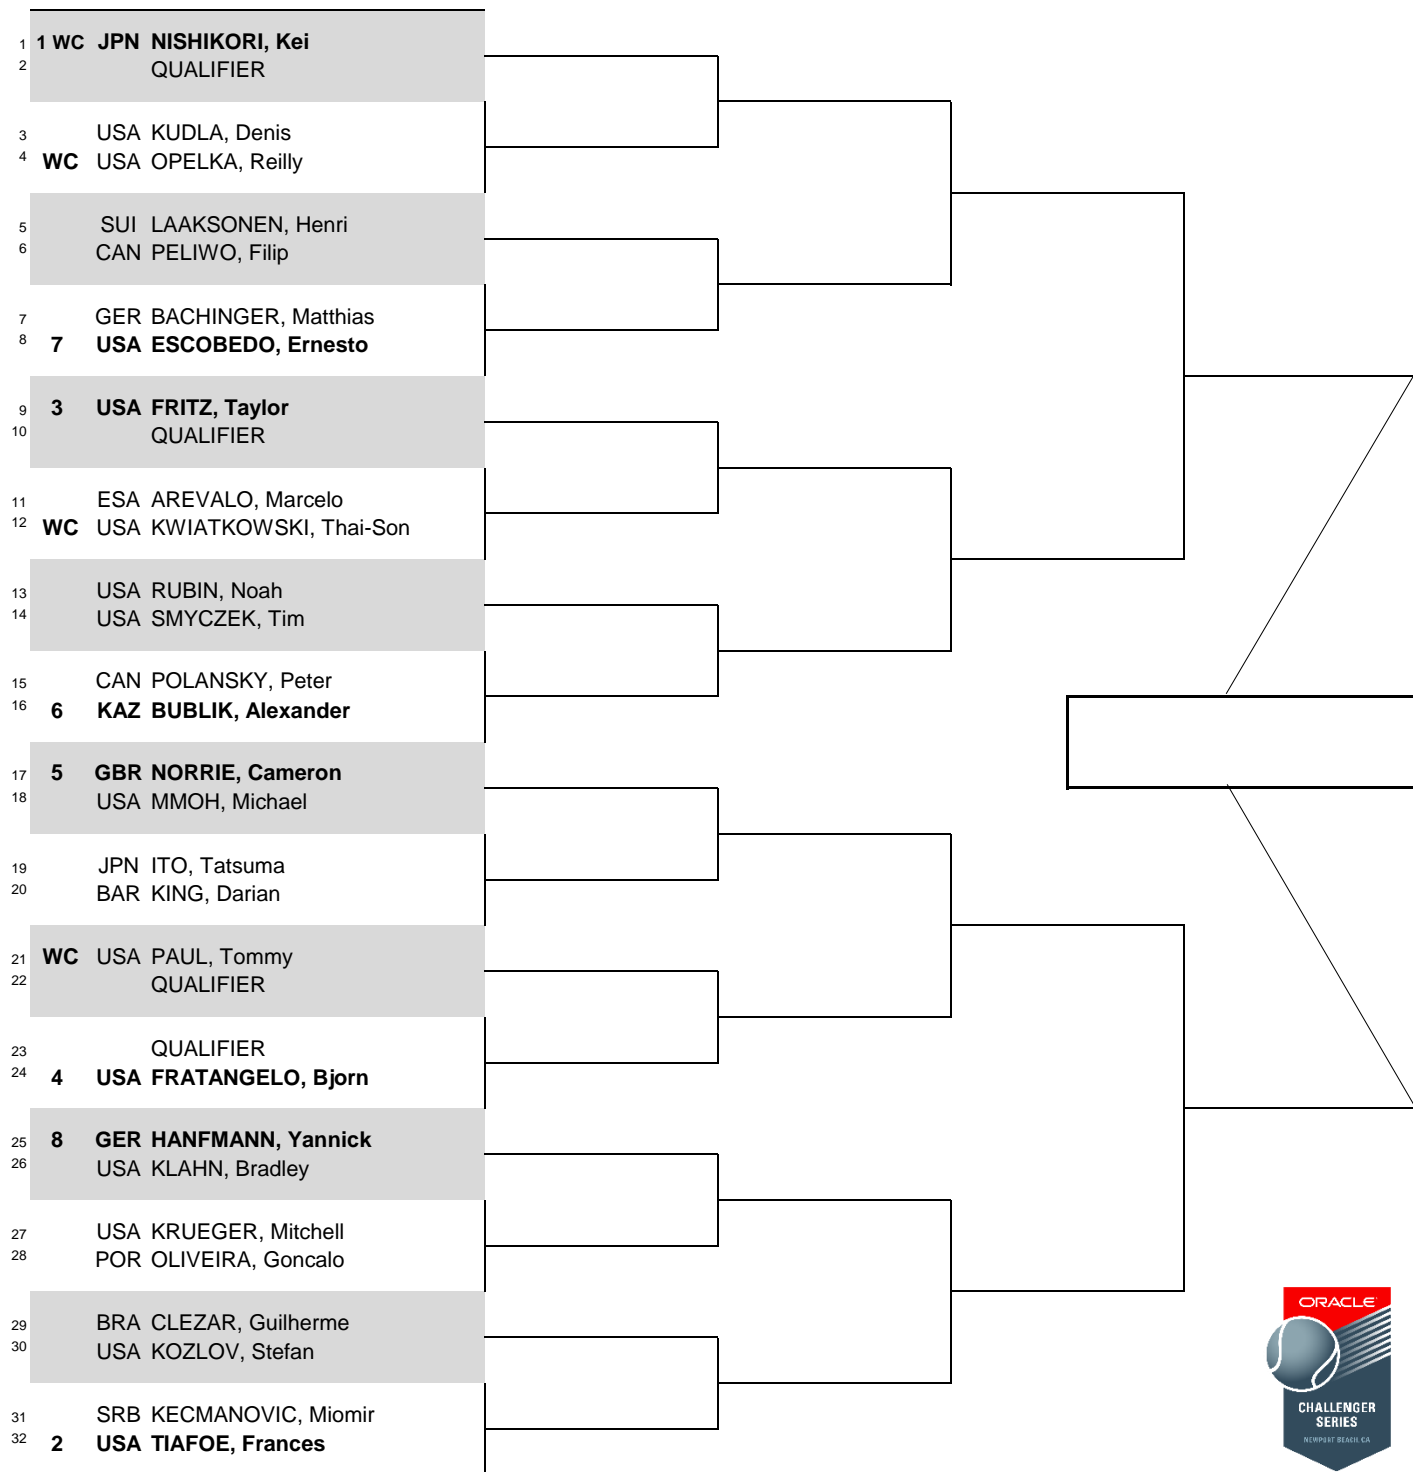 1 1 WC JPN NISHIKORI, Kei
2 QUALIFIER
3 USA KUDLA, Denis
4 WC USA OPELKA, Reilly
5 SUI LAAKSONEN, Henri
6 CAN PELIWO, Filip
7 GER BACHINGER, Matthias
8 7 USA ESCOBEDO, Ernesto
9 3 USA FRITZ, Taylor
10 QUALIFIER
11 ESA AREVALO, Marcelo
12 WC USA KWIATKOWSKI, Thai-Son
13 USA RUBIN, Noah
14 USA SMYCZEK, Tim
15 CAN POLANSKY, Peter
16 6 KAZ BUBLIK, Alexander
17 5 GBR NORRIE, Cameron
18 USA MMOH, Michael
19 JPN ITO, Tatsuma
20 BAR KING, Darian
21 WC USA PAUL, Tommy
22 QUALIFIER
23 QUALIFIER
24 4 USA FRATANGELO, Bjorn
25 8 GER HANFMANN, Yannick
26 USA KLAHN, Bradley
27 USA KRUEGER, Mitchell
28 POR OLIVEIRA, Goncalo
29 BRA CLEZAR, Guilherme
30 USA KOZLOV, Stefan
31 SRB KECMANOVIC, Miomir
32 2 USA TIAFOE, Frances
ORACLE
CHALLENGER
SERIES
NEWPORT BEACH, CA